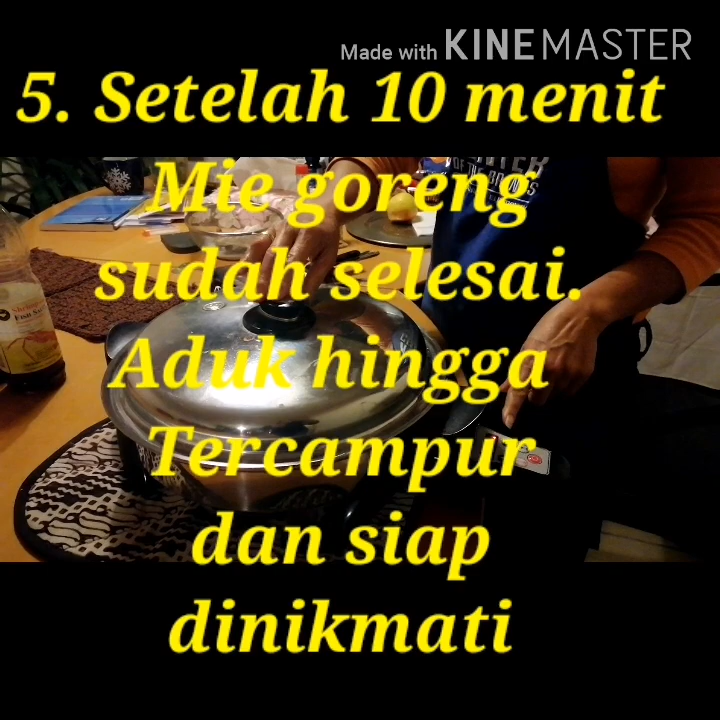 Made with KINEMASTER
5. Setelah 10 menit
Mie goreng
sudah selesai.
Aduk hingga
Tercampur
dan siap
dinikmati